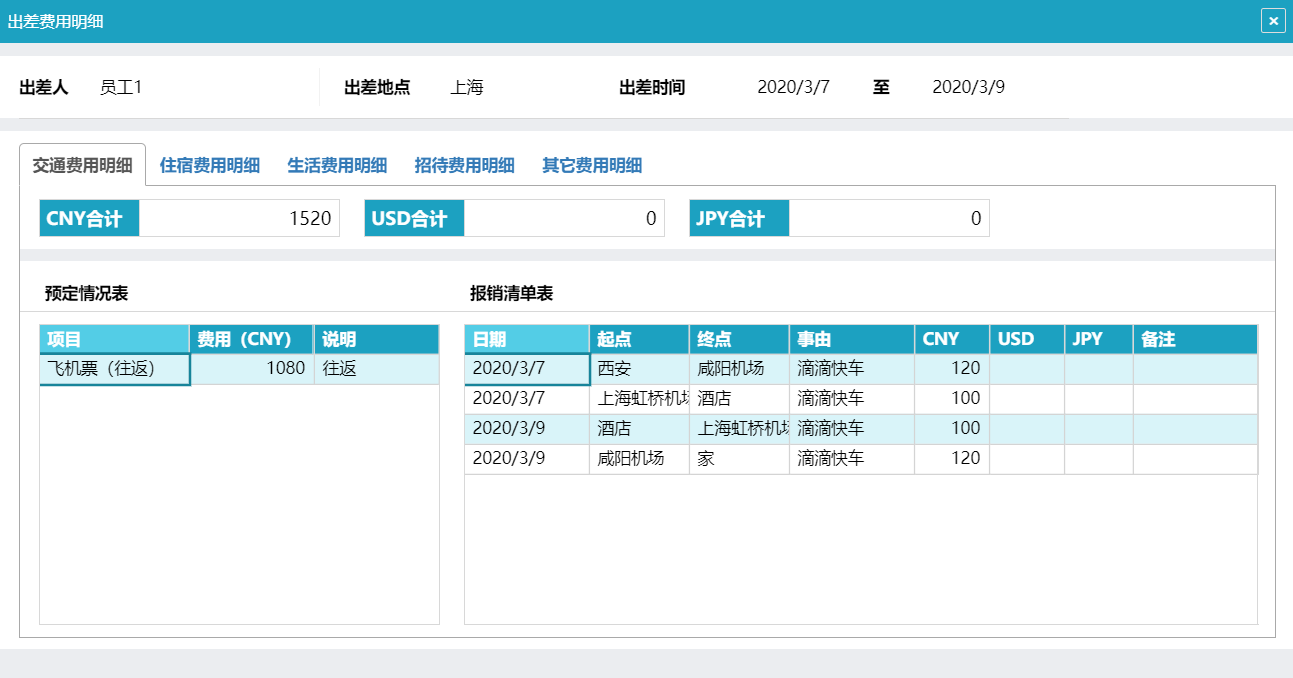 出差费用明细
出差人 员工1 出差地点 上海 出差时间 2020/3/7 至 2020/3/9
交通费用明细 住宿费用明细 生活费用明细 招待费用明细 其它费用明细
CNY合计 1520 USD合计 0 JPY合计 0
预定情况表 报销清单表
项目 费用（CNY） 说明 日期 起点 终点 事由 CNY USD JPY 备注
飞机票（往返） 1080 往返 2020/3/7 西安 咸阳机场 滴滴快车 120
2020/3/7 上海虹桥机场 酒店 滴滴快车 100
2020/3/9 酒店 上海虹桥机场 滴滴快车 100
2020/3/9 咸阳机场 家 滴滴快车 120